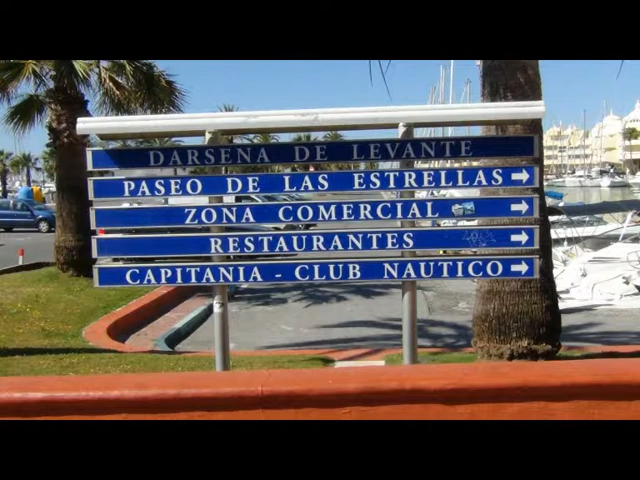 DARSENA DE LEVANTE
PASEO DE LAS ESTRELLAS →
ZONA COMERCIAL →
RESTAURANTES →
CAPITANIA - CLUB NAUTICO →